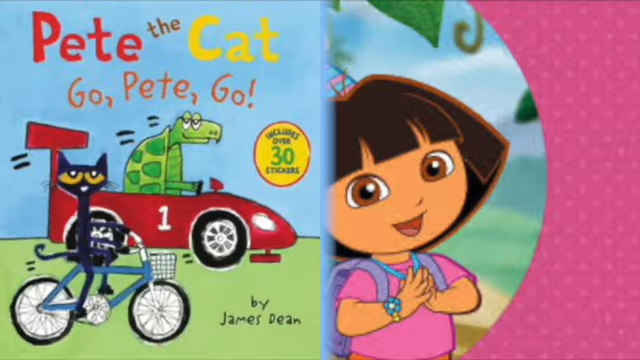 Pete the Cat
Go, Pete, Go!
INCLUDES
OVER
30
STICKERS
1
by
James Dean